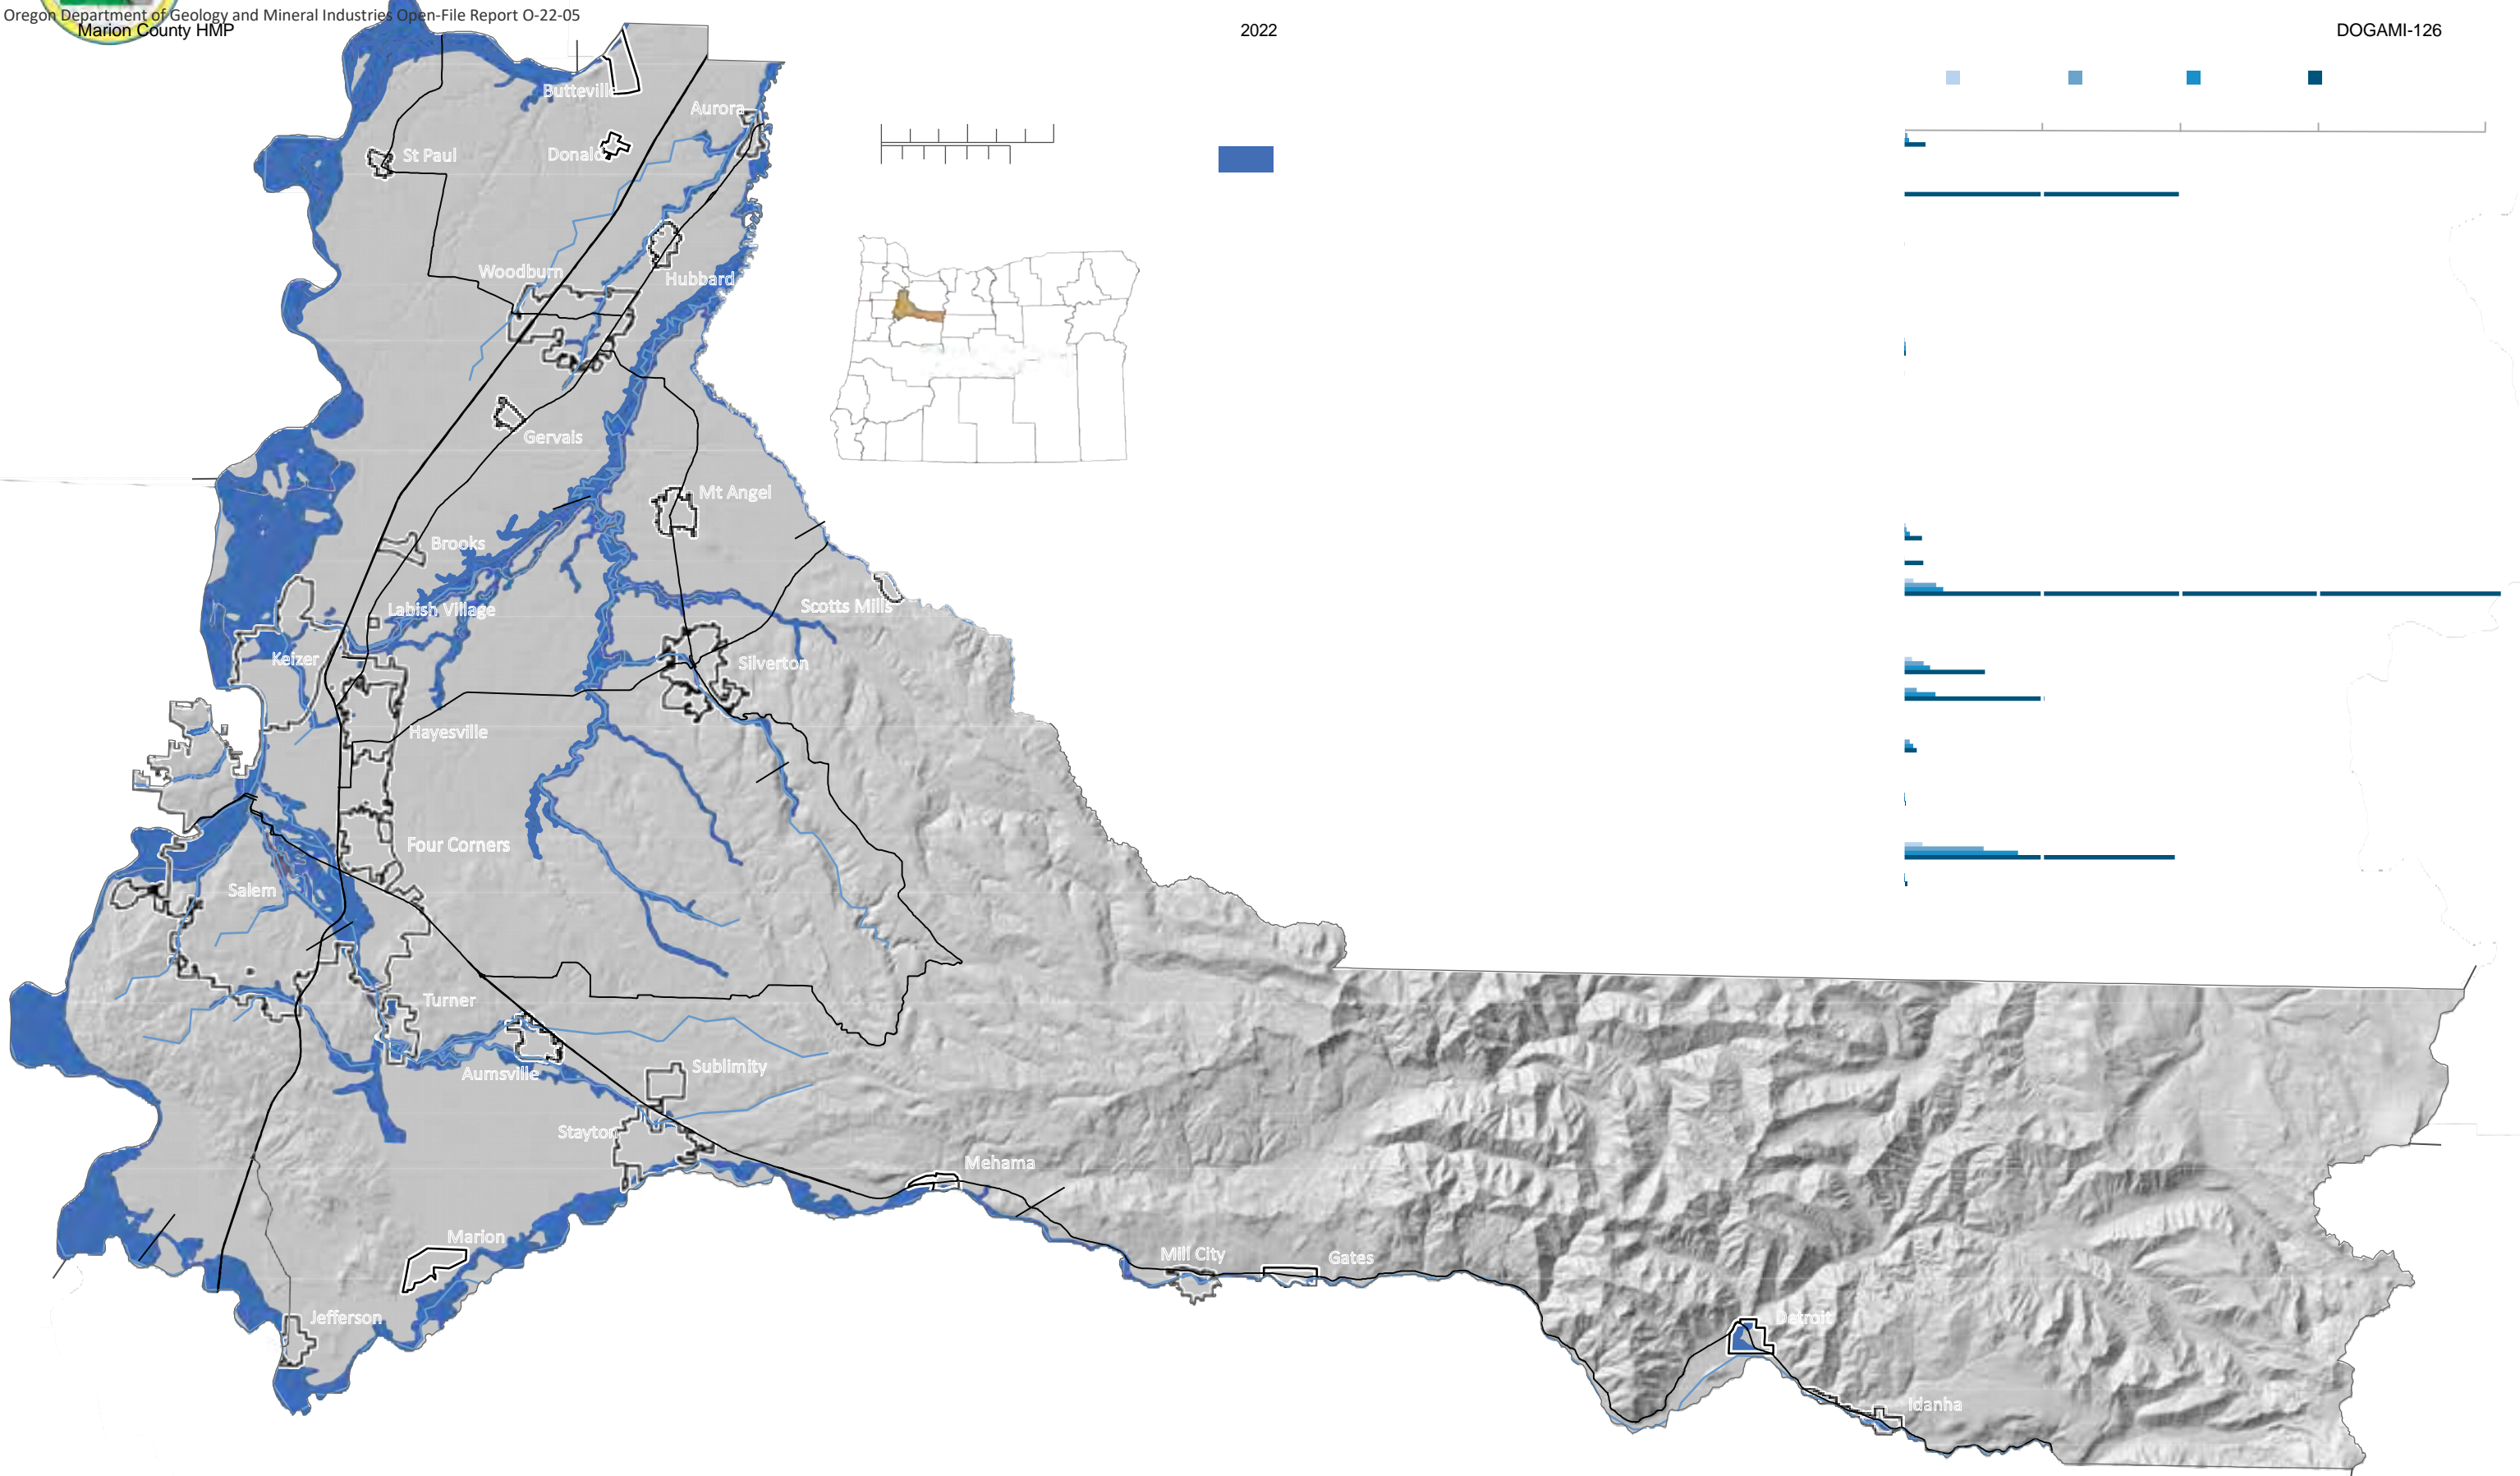 Oregon Department of Geology and Mineral Industries Open-File Report O-22-05
Marion County HMP
2022
DOGAMI-126
Butteville
Aurora
St Paul
Donald
Woodburn
Hubbard
Gervais
Mt Angel
Brooks
Labish Village
Scotts Mills
Keizer
Silverton
Hayesville
Four Corners
Salem
Turner
Aumsville
Sublimity
Stayton
Mehama
Marion
Mill City
Gates
Jefferson
Detroit
Idanha